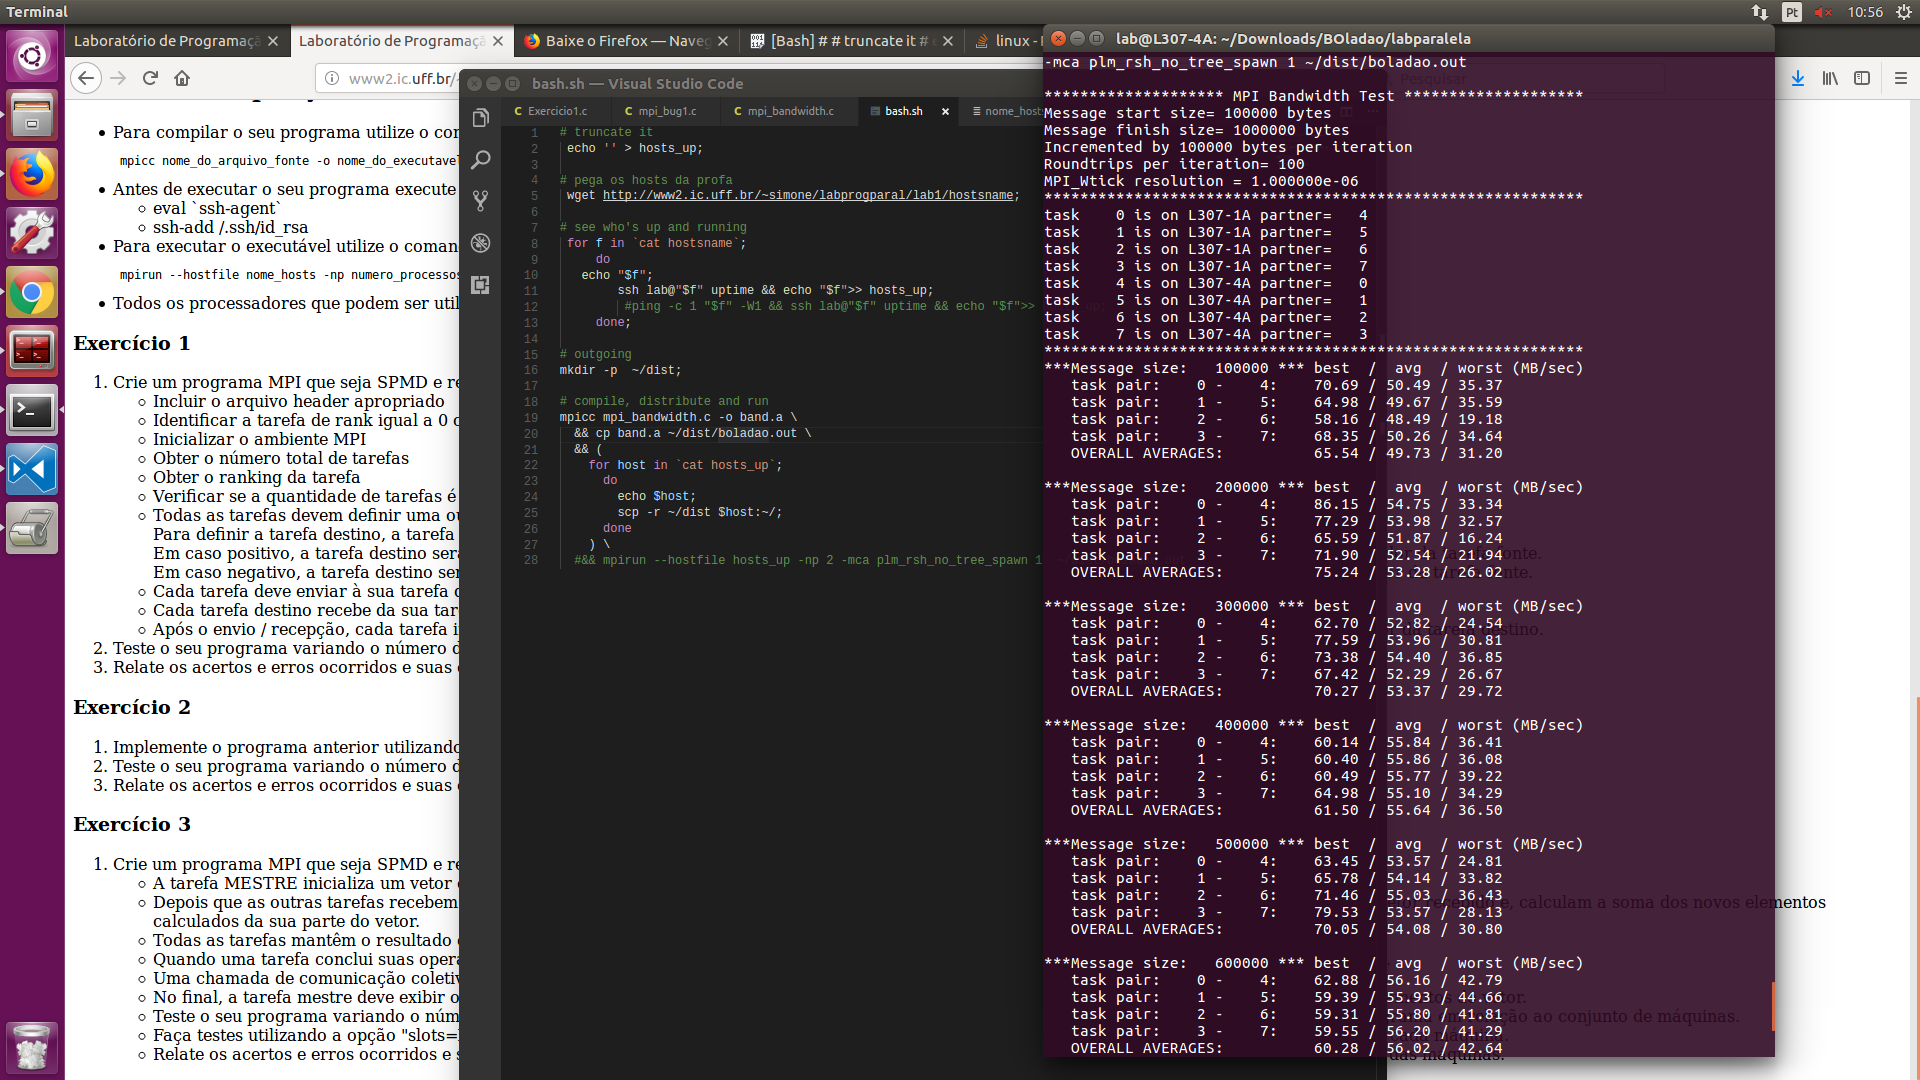 Terminal
Pt
10:56
Laboratório de Programaçã
Laboratório de Programaçã
Baixe o Firefox — Naveg
[Bash] # # truncate it #
linux -
www2.ic.uff.br/
Para compilar o seu programa utilize o co
mpicc nome_do_arquivo_fonte -o nome_do_executavel
Antes de executar o seu programa execute
eval `ssh-agent`
ssh-add /.ssh/id_rsa
Para executar o executável utilize o coman
mpirun --hostfile nome_hosts -np numero_processos
Todos os processadores que podem ser util
Exercício 1
1. Crie um programa MPI que seja SPMD e re
Incluir o arquivo header apropriado
Identificar a tarefa de rank igual a 0 c
Inicializar o ambiente MPI
Obter o número total de tarefas
Obter o ranking da tarefa
Verificar se a quantidade de tarefas é
Todas as tarefas devem definir uma ou
Para definir a tarefa destino, a tarefa
Em caso positivo, a tarefa destino será
Em caso negativo, a tarefa destino ser
Cada tarefa deve enviar à sua tarefa d
Cada tarefa destino recebe da sua tare
Após o envio / recepção, cada tarefa i
2. Teste o seu programa variando o número d
3. Relate os acertos e erros ocorridos e suas
Exercício 2
1. Implemente o programa anterior utilizando
2. Teste o seu programa variando o número d
3. Relate os acertos e erros ocorridos e suas
Exercício 3
1. Crie um programa MPI que seja SPMD e re
A tarefa MESTRE inicializa um vetor
Depois que as outras tarefas recebem
calculados da sua parte do vetor.
Todas as tarefas mantêm o resultado
Quando uma tarefa conclui suas opera
Uma chamada de comunicação coletiv
No final, a tarefa mestre deve exibir o
Teste o seu programa variando o núm
Faça testes utilizando a opção "slots=
Relate os acertos e erros ocorridos e s
bash.sh — Visual Studio Code
C Exercicio1.c
C mpi_bug1.c
C mpi_bandwidth.c
bash.sh
nome_host
1 # truncate it
2 echo '' > hosts_up;
3
4 # pega os hosts da profa
5 wget http://www2.ic.uff.br/~simone/labprogparal/lab1/hostsname;
6
7 # see who's up and running
8 for f in `cat hostsname`;
9 do
10 echo "$f";
11 ssh lab@"$f" uptime && echo "$f">> hosts_up;
12 #ping -c 1 "$f" -W1 && ssh lab@"$f" uptime && echo "$f">>
13 done;
14
15 # outgoing
16 mkdir -p  ~/dist;
17
18 # compile, distribute and run
19 mpicc mpi_bandwidth.c -o band.a \
20 && cp band.a ~/dist/boladao.out \
21 && (
22 for host in `cat hosts_up`;
23 do
24 echo $host;
25 scp -r ~/dist $host:~/;
26 done
27 ) \
28 #&& mpirun --hostfile hosts_up -np 2 -mca plm_rsh_no_tree_spawn 1
lab@L307-4A: ~/Downloads/BOladao/labparalela
-mca plm_rsh_no_tree_spawn 1 ~/dist/boladao.out
******************** MPI Bandwidth Test ********************
Message start size= 100000 bytes
Message finish size= 1000000 bytes
Incremented by 100000 bytes per iteration
Roundtrips per iteration= 100
MPI_Wtick resolution = 1.000000e-06
************************************************************
task    0 is on L307-1A partner=   4
task    1 is on L307-1A partner=   5
task    2 is on L307-1A partner=   6
task    3 is on L307-1A partner=   7
task    4 is on L307-4A partner=   0
task    5 is on L307-4A partner=   1
task    6 is on L307-4A partner=   2
task    7 is on L307-4A partner=   3
************************************************************
***Message size:   100000 *** best  /  avg  / worst (MB/sec)
task pair:    0 -    4:    70.69 / 50.49 / 35.37
task pair:    1 -    5:    64.98 / 49.67 / 35.59
task pair:    2 -    6:    58.16 / 48.49 / 19.18
task pair:    3 -    7:    68.35 / 50.26 / 34.64
OVERALL AVERAGES:          65.54 / 49.73 / 31.20
***Message size:   200000 *** best  /  avg  / worst (MB/sec)
task pair:    0 -    4:    86.15 / 54.75 / 33.34
task pair:    1 -    5:    77.29 / 53.98 / 32.57
task pair:    2 -    6:    65.59 / 51.87 / 16.24
task pair:    3 -    7:    71.90 / 52.54 / 21.94
OVERALL AVERAGES:          75.24 / 53.28 / 26.02
***Message size:   300000 *** best  /  avg  / worst (MB/sec)
task pair:    0 -    4:    62.70 / 52.82 / 24.54
task pair:    1 -    5:    77.59 / 53.96 / 30.81
task pair:    2 -    6:    73.38 / 54.40 / 36.85
task pair:    3 -    7:    67.42 / 52.29 / 26.67
OVERALL AVERAGES:          70.27 / 53.37 / 29.72
***Message size:   400000 *** best  /  avg  / worst (MB/sec)
task pair:    0 -    4:    60.14 / 55.84 / 36.41
task pair:    1 -    5:    60.40 / 55.86 / 36.08
task pair:    2 -    6:    60.49 / 55.77 / 39.22
task pair:    3 -    7:    64.98 / 55.10 / 34.29
OVERALL AVERAGES:          61.50 / 55.64 / 36.50
***Message size:   500000 *** best  /  avg  / worst (MB/sec)
task pair:    0 -    4:    63.45 / 53.57 / 24.81
task pair:    1 -    5:    65.78 / 54.14 / 33.82
task pair:    2 -    6:    71.46 / 55.03 / 36.43
task pair:    3 -    7:    79.53 / 53.57 / 28.13
OVERALL AVERAGES:          70.05 / 54.08 / 30.80
***Message size:   600000 *** best  /  avg  / worst (MB/sec)
task pair:    0 -    4:    62.88 / 56.16 / 42.79
task pair:    1 -    5:    59.39 / 55.93 / 44.66
task pair:    2 -    6:    59.31 / 55.80 / 41.81
task pair:    3 -    7:    59.55 / 56.20 / 41.29
OVERALL AVERAGES:          60.28 / 56.02 / 42.64
calculam a soma dos novos elementos
ao conjunto de máquinas.